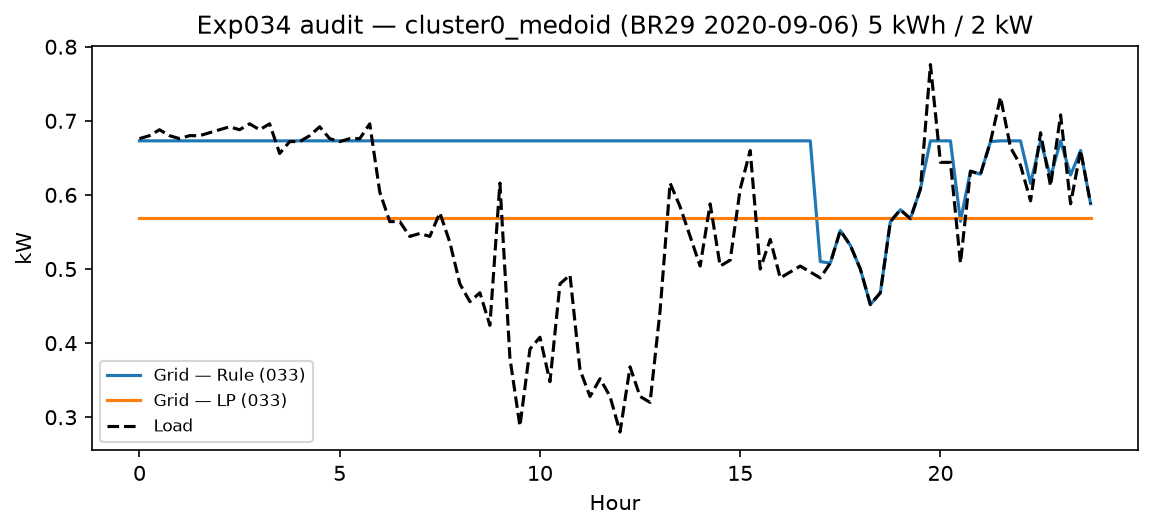 Exp034 audit — cluster0_medoid (BR29 2020-09-06) 5 kWh / 2 kW
0.8
0.7
0.6
0.5
0.4
0.3
kW
Grid — Rule (033)
Grid — LP (033)
Load
0 5 10 15 20
Hour